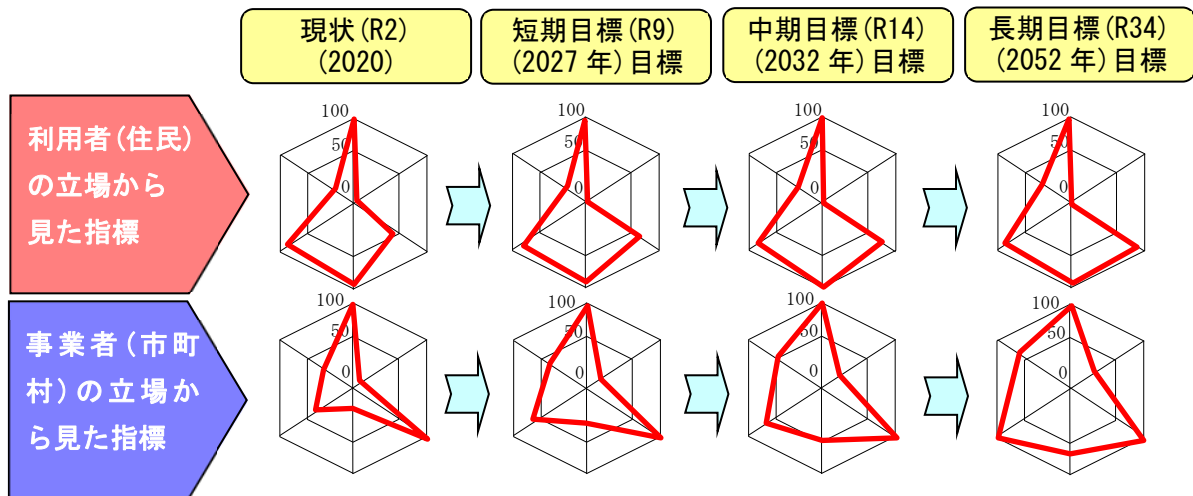 現状(R2)
(2020)
短期目標(R9)
(2027年)目標
中期目標(R14)
(2032年)目標
長期目標(R34)
(2052年)目標
利用者(住民)
の立場から
見た指標
100
50
0
100
50
0
100
50
0
100
50
0
事業者(市町
村)の立場か
ら見た指標
100
50
0
100
50
0
100
50
0
100
50
0